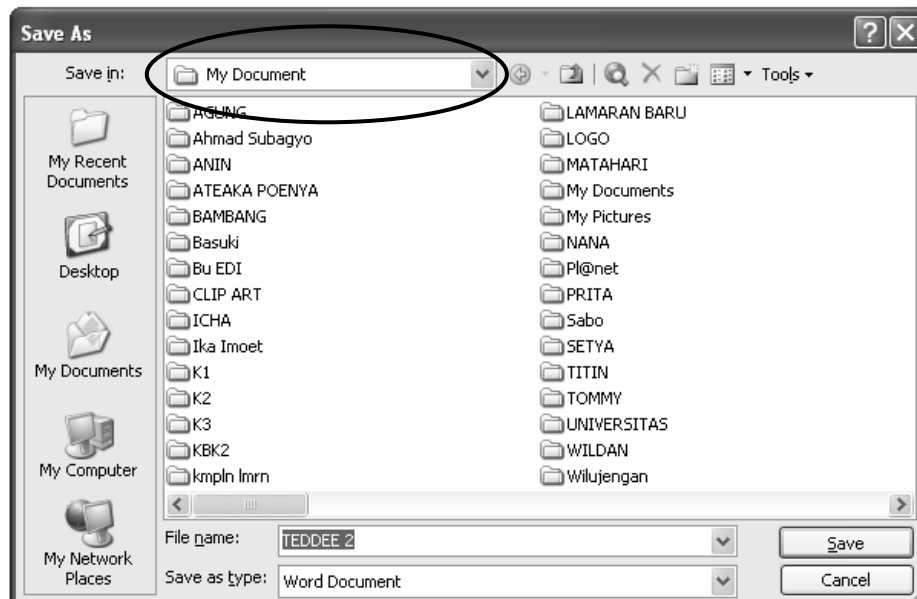 Save As
Save in:
My Document
Tools
My Recent
Documents
Desktop
My Documents
My Computer
My Network
Places
AGUNG
Ahmad Subagyo
ANIN
ATEAKA POENYA
BAMBANG
Basuki
Bu EDI
CLIP ART
ICHA
Ika Imoet
K1
K2
K3
KBK2
kmpln lmrn
LAMARAN BARU
LOGO
MATAHARI
My Documents
My Pictures
NANA
Pl@net
PRITA
Sabo
SETYA
TITIN
TOMMY
UNIVERSITAS
WILDAN
Wilujengan
File name:
TEDDEE 2
Save
Save as type:
Word Document
Cancel